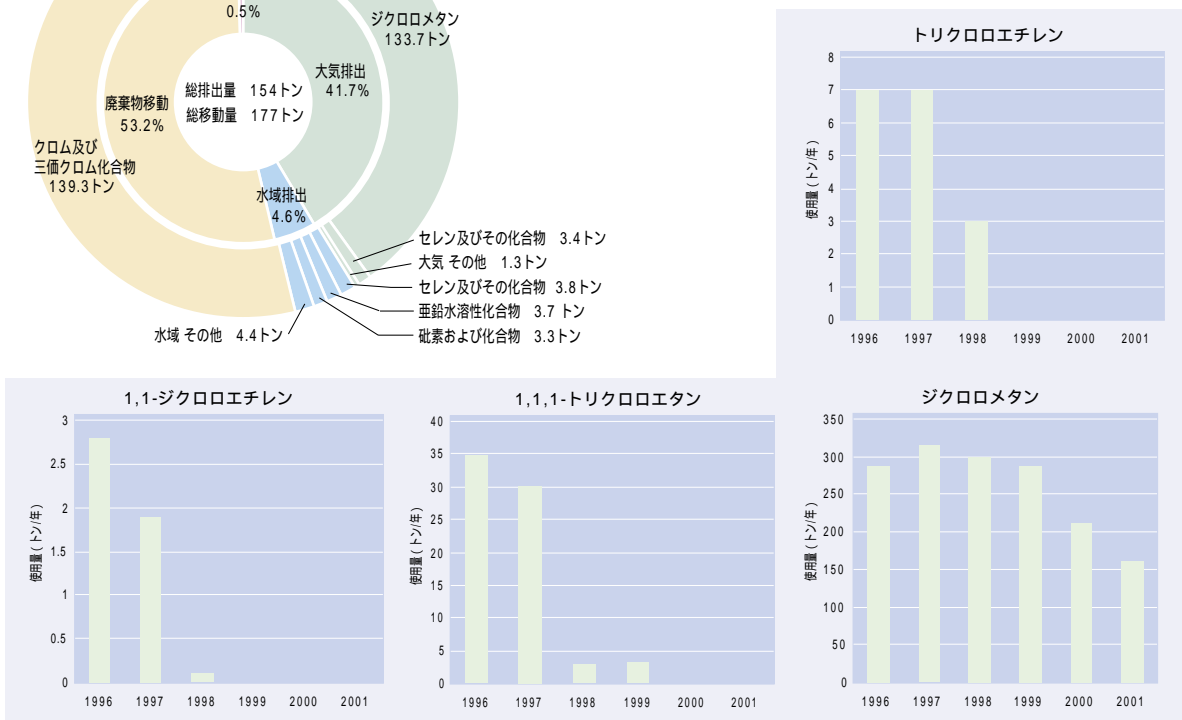 0.5%
ジクロロメタン
133.7トン
大気排出
41.7%
総排出量 154トン
総移動量 177トン
廃棄物移動
53.2%
クロム及び
三価クロム化合物
139.3トン
水域排出
4.6%
セレン及びその化合物 3.4トン
大気 その他 1.3トン
セレン及びその化合物 3.8トン
亜鉛水溶性化合物 3.7 トン
砒素および化合物 3.3トン
水域 その他 4.4トン
トリクロロエチレン
使用量(トン/年)
8
7
6
5
4
3
2
1
0
1996 1997 1998 1999 2000 2001
1,1-ジクロロエチレン
使用量(トン/年)
3
2.5
2
1.5
1
0.5
0
1996 1997 1998 1999 2000 2001
1,1,1-トリクロロエタン
使用量(トン/年)
40
35
30
25
20
15
10
5
0
1996 1997 1998 1999 2000 2001
ジクロロメタン
使用量(トン/年)
350
300
250
200
150
100
50
0
1996 1997 1998 1999 2000 2001